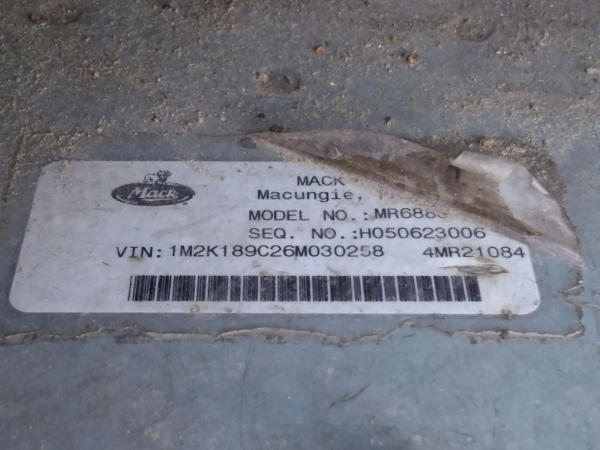 Mack
MACK
Macungie,
MODEL NO.:MR688
SEQ. NO.:H050623006
VIN:1M2K189C26M030258 4MR21084